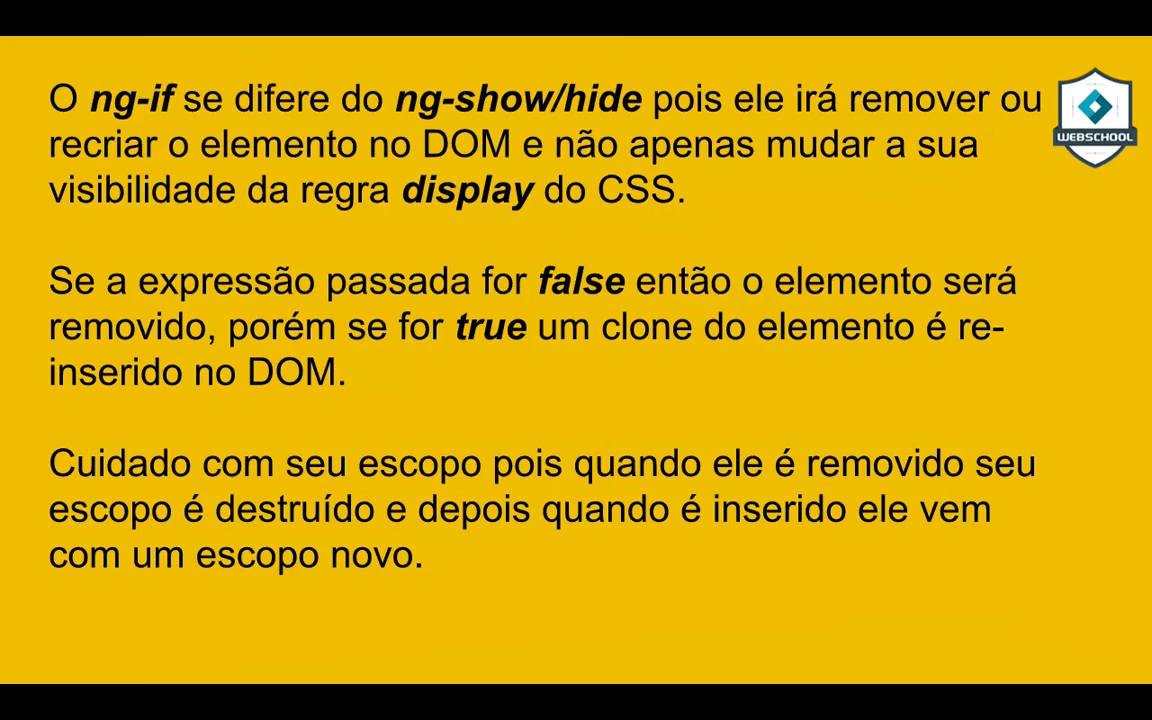 O ng-if se difere do ng-show/hide pois ele irá remover ou
recriar o elemento no DOM e não apenas mudar a sua
visibilidade da regra display do CSS.
WEBSCHOOL
Se a expressão passada for false então o elemento será
removido, porém se for true um clone do elemento é re-
inserido no DOM.
Cuidado com seu escopo pois quando ele é removido seu
escopo é destruído e depois quando é inserido ele vem
com um escopo novo.